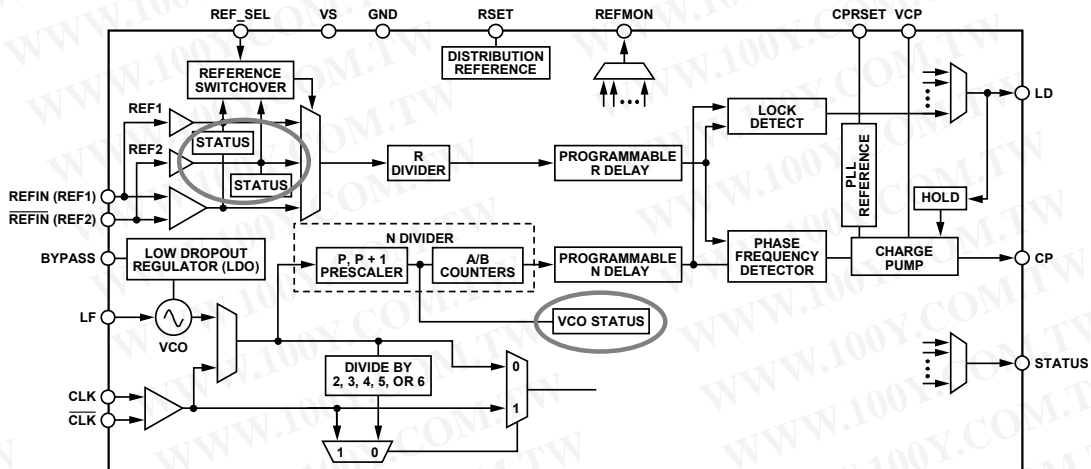 REF_SEL
VS
GND
RSET
REFMON
CPRSET
VCP
DISTRIBUTION
REFERENCE
REFERENCE
SWITCHOVER
REF1
STATUS
REF2
STATUS
REFIN (REF1)
REFIN (REF2)
R
DIVIDER
PROGRAMMABLE
R DELAY
LOCK
DETECT
LD
PLL
REFERENCE
HOLD
BYPASS
LOW DROPOUT
REGULATOR (LDO)
N DIVIDER
P, P + 1
PRESCALER
A/B
COUNTERS
PROGRAMMABLE
N DELAY
PHASE
FREQUENCY
DETECTOR
CHARGE
PUMP
CP
VCO STATUS
LF
VCO
DIVIDE BY
2, 3, 4, 5, OR 6
0
1
STATUS
CLK
CLK
1 0
WWW.100Y.COM.TW